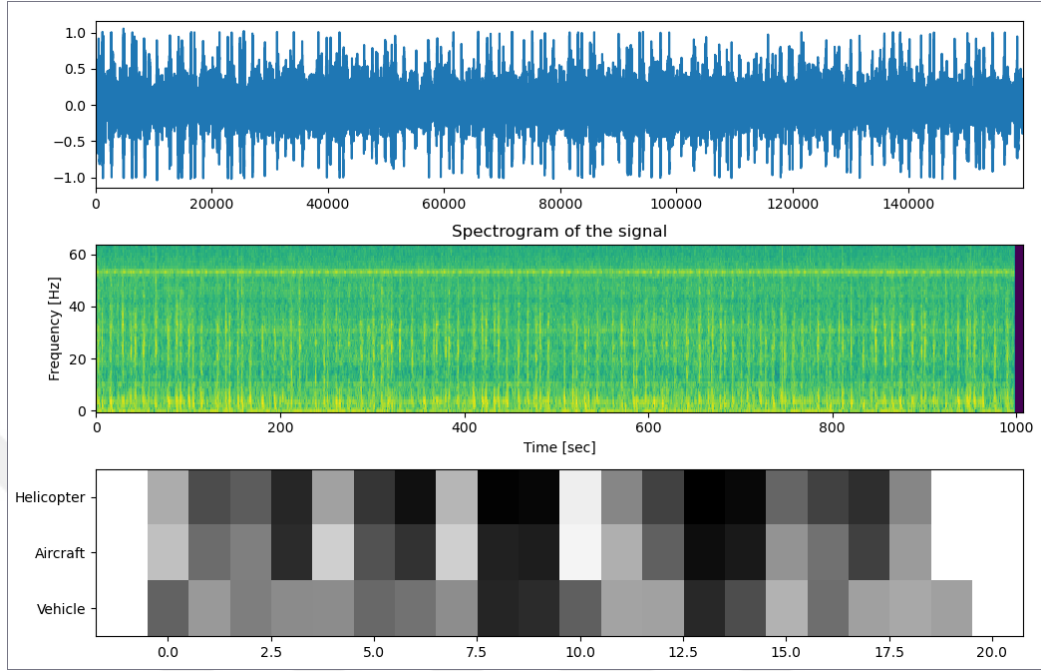 1.0
0.5
0.0
−0.5
−1.0
0 20000 40000 60000 80000 100000 120000 140000
Spectrogram of the signal
60
40
20
0
Frequency [Hz]
0 200 400 600 800 1000
Time [sec]
Helicopter
Aircraft
Vehicle
0.0 2.5 5.0 7.5 10.0 12.5 15.0 17.5 20.0